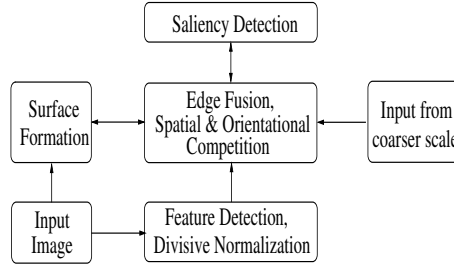 Saliency Detection
Surface
Formation
Edge Fusion,
Spatial & Orientational
Competition
Input from
coarser scale
Input
Image
Feature Detection,
Divisive Normalization